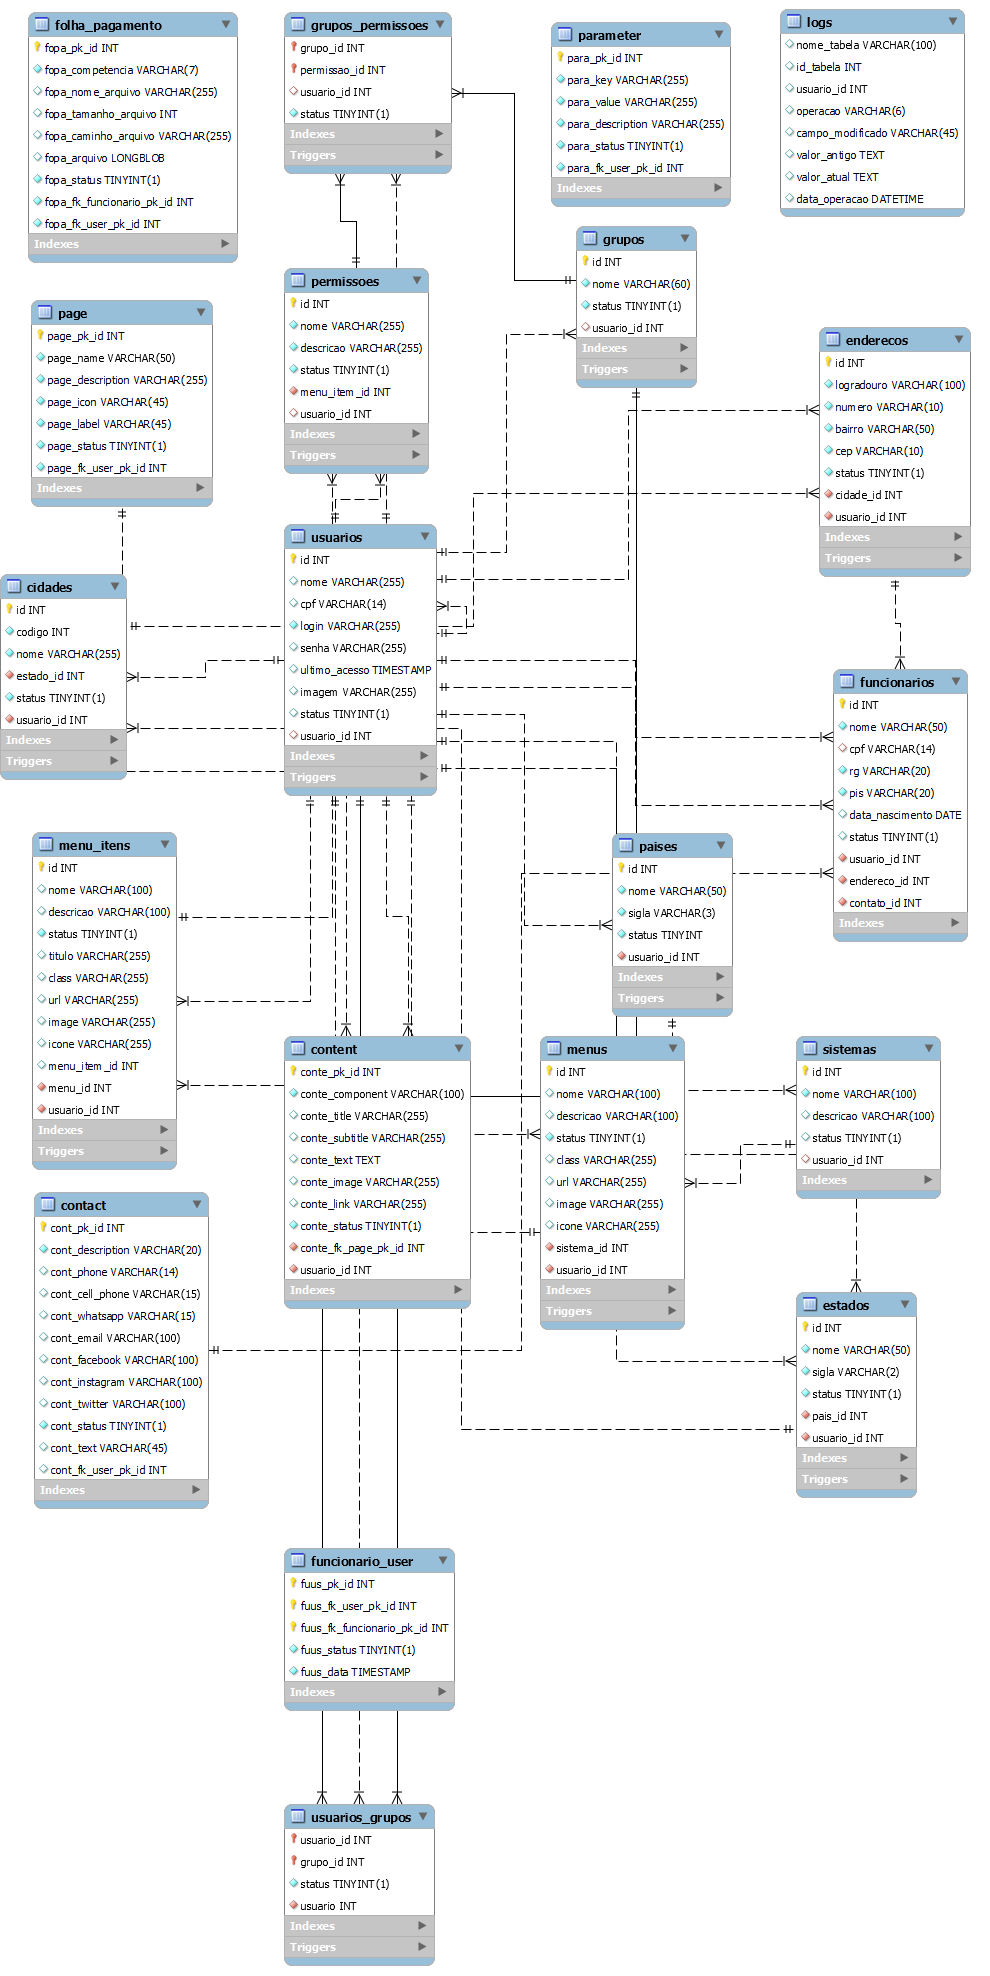 folha_pagamento
fopa_pk_id INT
fopa_competencia VARCHAR(7)
fopa_nome_arquivo VARCHAR(255)
fopa_tamanho_arquivo INT
fopa_caminho_arquivo VARCHAR(255)
fopa_arquivo LONGBLOB
fopa_status TINYINT(1)
fopa_fk_funcionario_pk_id INT
fopa_fk_user_pk_id INT
Indexes
grupos_permissoes
grupo_id INT
permissao_id INT
usuario_id INT
status TINYINT(1)
Indexes
Triggers
parameter
para_pk_id INT
para_key VARCHAR(255)
para_value VARCHAR(255)
para_description VARCHAR(255)
para_status TINYINT(1)
para_fk_user_pk_id INT
Indexes
logs
nome_tabela VARCHAR(100)
id_tabela INT
usuario_id INT
operacao VARCHAR(6)
campo_modificado VARCHAR(45)
valor_antigo TEXT
valor_atual TEXT
data_operacao DATETIME
grupos
id INT
nome VARCHAR(60)
status TINYINT(1)
usuario_id INT
Indexes
Triggers
permissoes
id INT
nome VARCHAR(255)
descricao VARCHAR(255)
status TINYINT(1)
menu_item_id INT
usuario_id INT
Indexes
Triggers
page
page_pk_id INT
page_name VARCHAR(50)
page_description VARCHAR(255)
page_icon VARCHAR(45)
page_label VARCHAR(45)
page_status TINYINT(1)
page_fk_user_pk_id INT
Indexes
enderecos
id INT
logradouro VARCHAR(100)
numero VARCHAR(10)
bairro VARCHAR(50)
cep VARCHAR(10)
status TINYINT(1)
cidade_id INT
usuario_id INT
Indexes
Triggers
usuarios
id INT
nome VARCHAR(255)
cpf VARCHAR(14)
login VARCHAR(255)
senha VARCHAR(255)
ultimo_acesso TIMESTAMP
imagem VARCHAR(255)
status TINYINT(1)
usuario_id INT
Indexes
Triggers
cidades
id INT
codigo INT
nome VARCHAR(255)
estado_id INT
status TINYINT(1)
usuario_id INT
Indexes
Triggers
funcionarios
id INT
nome VARCHAR(50)
cpf VARCHAR(14)
rg VARCHAR(20)
pis VARCHAR(20)
data_nascimento DATE
status TINYINT(1)
usuario_id INT
endereco_id INT
contato_id INT
Indexes
menu_itens
id INT
nome VARCHAR(100)
descricao VARCHAR(100)
status TINYINT(1)
titulo VARCHAR(255)
class VARCHAR(255)
url VARCHAR(255)
image VARCHAR(255)
icone VARCHAR(255)
menu_item_id INT
menu_id INT
usuario_id INT
Indexes
Triggers
paises
id INT
nome VARCHAR(50)
sigla VARCHAR(3)
status TINYINT
usuario_id INT
Indexes
Triggers
content
conte_pk_id INT
conte_component VARCHAR(100)
conte_title VARCHAR(255)
conte_subtitle VARCHAR(255)
conte_text TEXT
conte_image VARCHAR(255)
conte_link VARCHAR(255)
conte_status TINYINT(1)
conte_fk_page_pk_id INT
usuario_id INT
Indexes
menus
id INT
nome VARCHAR(100)
descricao VARCHAR(100)
status TINYINT(1)
class VARCHAR(255)
url VARCHAR(255)
image VARCHAR(255)
icone VARCHAR(255)
sistema_id INT
usuario_id INT
Indexes
Triggers
sistemas
id INT
nome VARCHAR(100)
descricao VARCHAR(100)
status TINYINT(1)
usuario_id INT
Indexes
contact
cont_pk_id INT
cont_description VARCHAR(20)
cont_phone VARCHAR(14)
cont_cell_phone VARCHAR(15)
cont_whatsapp VARCHAR(15)
cont_email VARCHAR(100)
cont_facebook VARCHAR(100)
cont_instagram VARCHAR(100)
cont_twitter VARCHAR(100)
cont_status TINYINT(1)
cont_text VARCHAR(45)
cont_fk_user_pk_id INT
Indexes
estados
id INT
nome VARCHAR(50)
sigla VARCHAR(2)
status TINYINT(1)
pais_id INT
usuario_id INT
Indexes
Triggers
funcionario_user
fuus_pk_id INT
fuus_fk_user_pk_id INT
fuus_fk_funcionario_pk_id INT
fuus_status TINYINT(1)
fuus_data TIMESTAMP
Indexes
usuarios_grupos
usuario_id INT
grupo_id INT
status TINYINT(1)
usuario INT
Indexes
Triggers